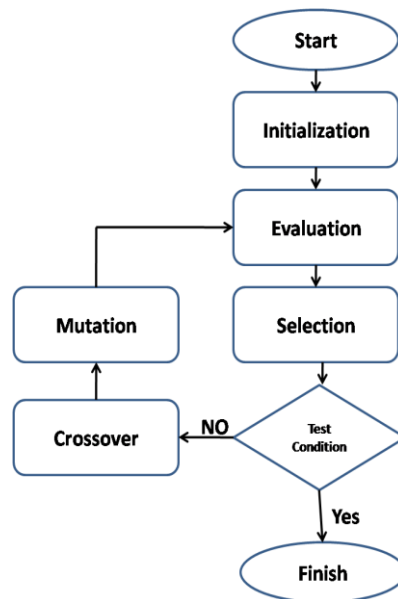 Start
Initialization
Evaluation
Mutation
Selection
Test
Condition
NO
Crossover
Yes
Finish